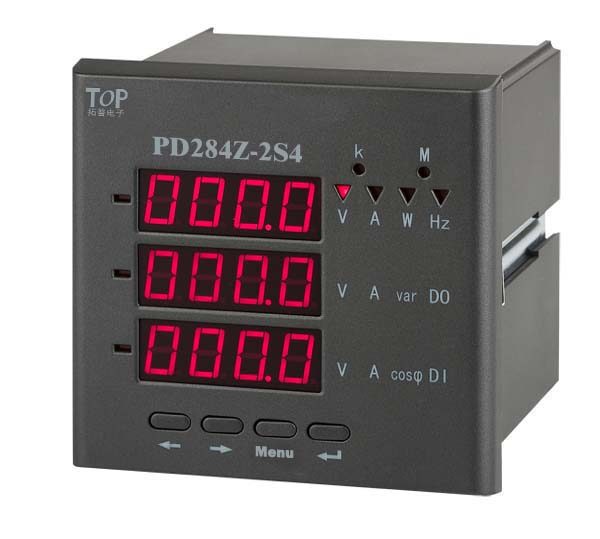 TOP
拓普电子
PD284Z-2S4
k M
000.0 V A W Hz
000.0 V A var DO
000.0 V A cosφ DI
← → Menu ↵